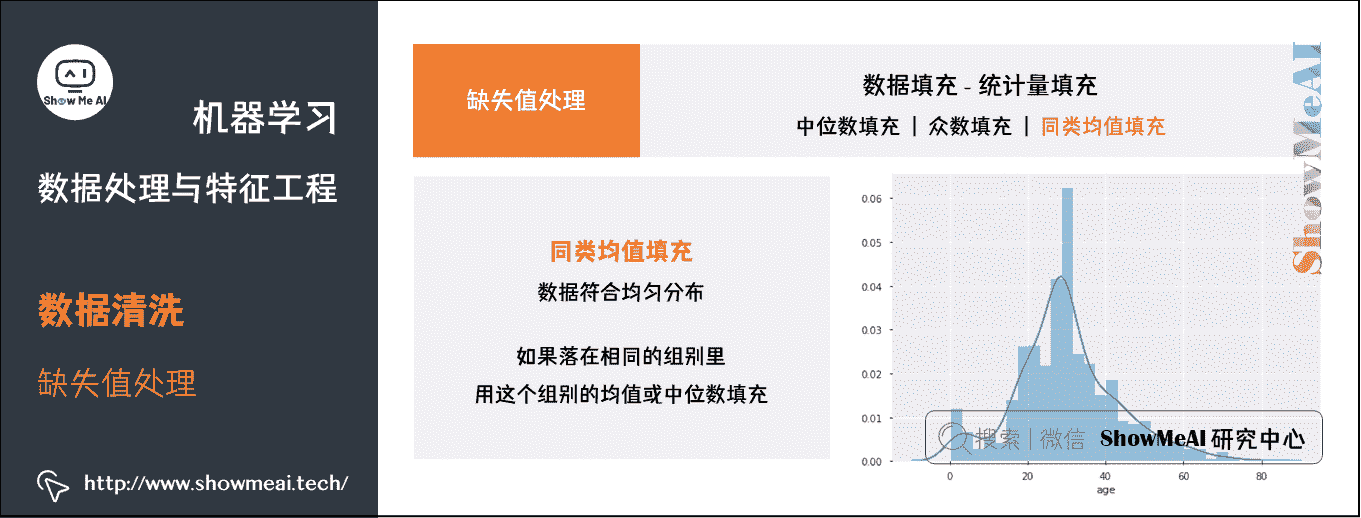 Show Me AI
机器学习
数据处理与特征工程
数据清洗
缺失值处理
http://www.showmeai.tech/
缺失值处理
数据填充 - 统计量填充
中位数填充 | 众数填充 | 同类均值填充
同类均值填充
数据符合均匀分布
如果落在相同的组别里
用这个组别的均值或中位数填充
ShowMeAI
0.06
0.05
0.04
0.03
0.02
0.01
0.00
0 20 40 60 80
age
搜索 | 微信 ShowMeAI 研究中心